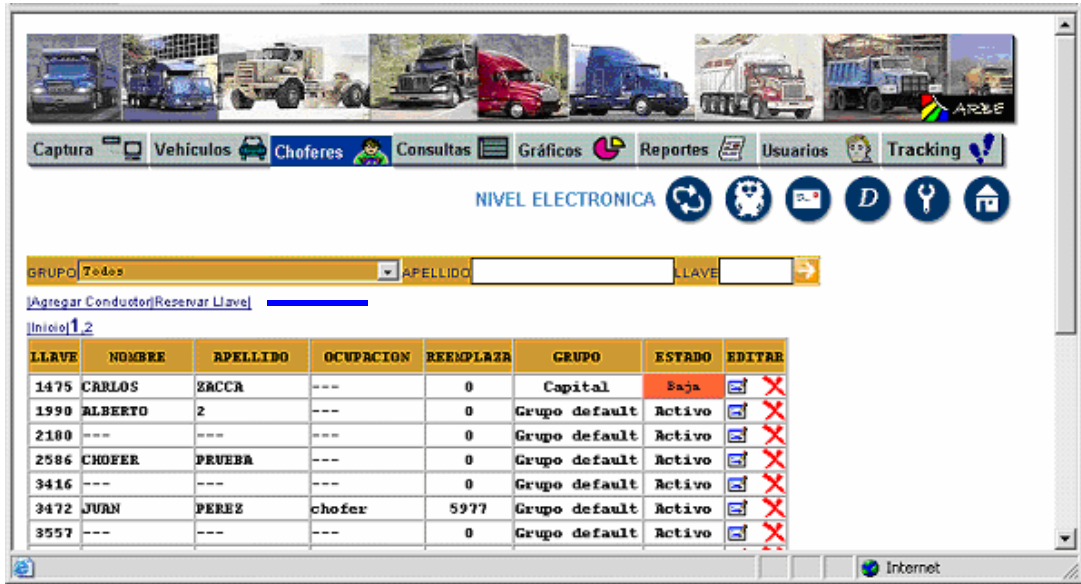 ARBE
Captura Vehículos Choferes Consultas Gráficos Reportes Usuarios Tracking
NIVEL ELECTRONICA D
GRUPO Todos APELLIDO LLAVE
|Agregar Conductor|Reservar Llave|
|Inicio|1,2
LLAVE NOMBRE APELLIDO OCUPACION REEMPLAZA GRUPO ESTADO EDITAR
1475 CARLOS ZACCA --- 0 Capital Baja
1990 ALBERTO 2 --- 0 Grupo default Activo
2180 --- --- --- 0 Grupo default Activo
2586 CHOFER PRUEBA --- 0 Grupo default Activo
3416 --- --- --- 0 Grupo default Activo
3472 JUAN PEREZ chofer 5977 Grupo default Activo
3557 --- --- --- 0 Grupo default Activo
Internet